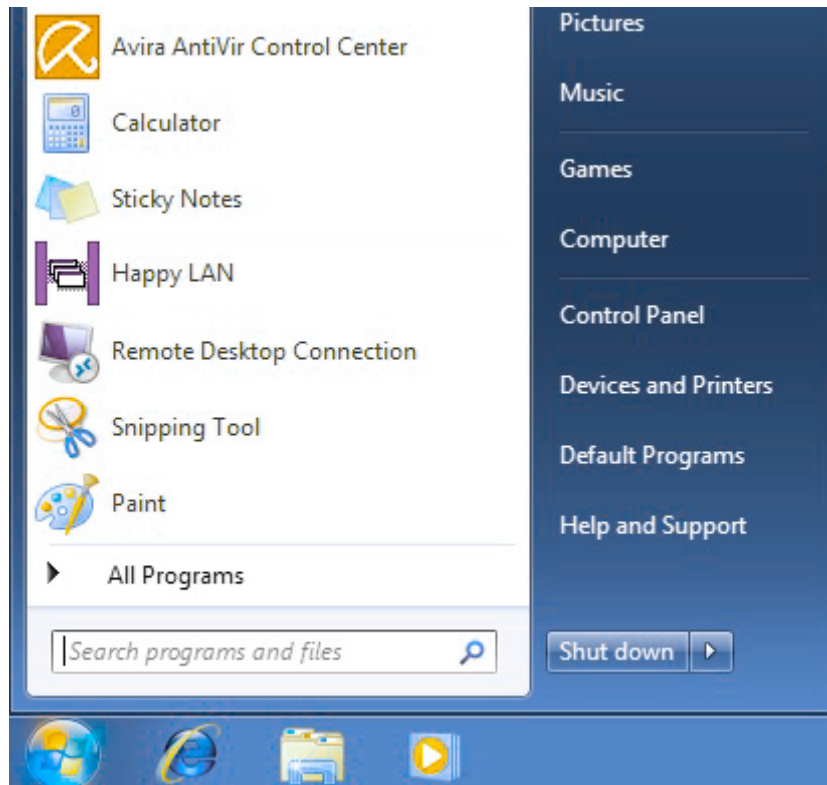 Avira AntiVir Control Center
Calculator
Sticky Notes
Happy LAN
Remote Desktop Connection
Snipping Tool
Paint
All Programs
Search programs and files
Pictures
Music
Games
Computer
Control Panel
Devices and Printers
Default Programs
Help and Support
Shut down